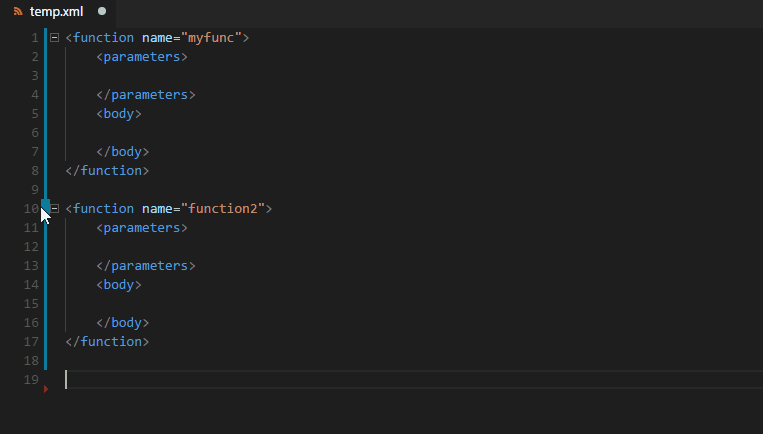 temp.xml
1 <function name="myfunc">
2     <parameters>
3
4     </parameters>
5     <body>
6
7     </body>
8 </function>
9
10 <function name="function2">
11     <parameters>
12
13     </parameters>
14     <body>
15
16     </body>
17 </function>
18
19